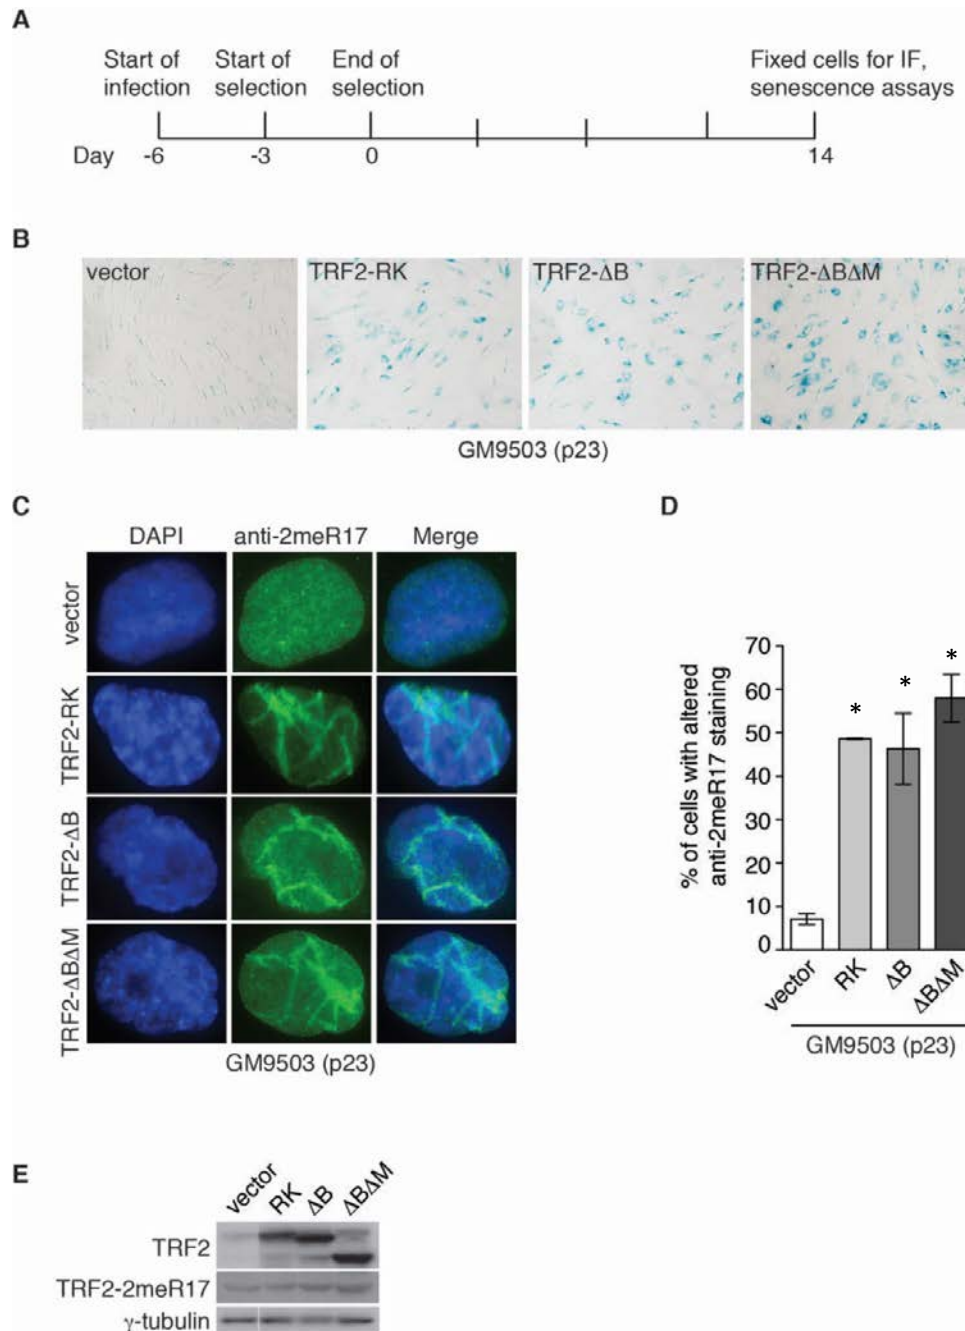 A
Start of
infection
Start of
selection
End of
selection
Fixed cells for IF,
senescence assays
Day -6 -3 0 14
B
vector TRF2-RK TRF2-ΔB TRF2-ΔBΔM
GM9503 (p23)
C
DAPI anti-2meR17 Merge
vector
TRF2-RK
TRF2-ΔB
TRF2-ΔBΔM
GM9503 (p23)
D
% of cells with altered
anti-2meR17 staining
70
60
50
40
30
20
10
0
* * *
vector RK ΔB ΔBΔM
GM9503 (p23)
E
vector RK ΔB ΔBΔM
TRF2
TRF2-2meR17
γ-tubulin